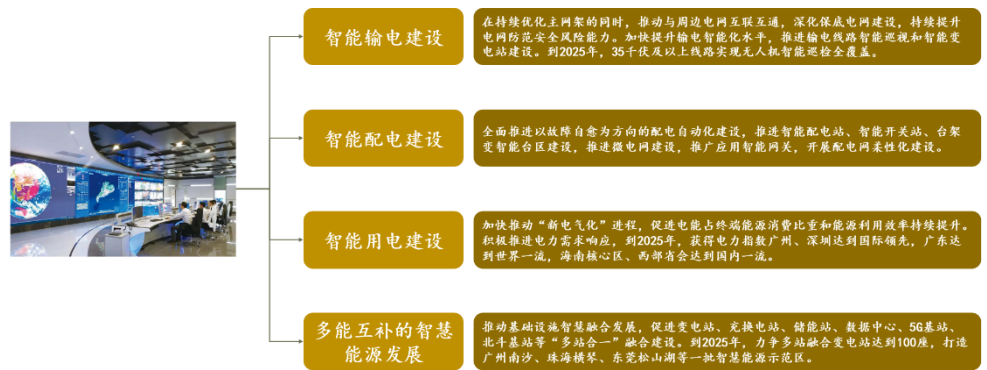 智能输电建设
在持续优化主网架的同时，推动与周边电网互联互通，深化保底电网建设，持续提升
电网防范安全风险能力。加快提升输电智能化水平，推进输电线路智能巡视和智能变
电站建设。到2025年，35千伏及以上线路实现无人机智能巡检全覆盖。
智能配电建设
全面推进以故障自愈为方向的配电自动化建设，推进智能配电站、智能开关站、台架
变智能台区建设，推进微电网建设，推广应用智能网关，开展配电网柔性化建设。
智能用电建设
加快推动“新电气化”进程，促进电能占终端能源消费比重和能源利用效率持续提升。
积极推进电力需求响应，到2025年，获得电力指数广州、深圳达到国际领先，广东达
到世界一流，海南核心区、西部省会达到国内一流。
多能互补的智慧
能源发展
推动基础设施智慧融合发展，促进变电站、充换电站、储能站、数据中心、5G基站、
北斗基站等“多站合一”融合建设。到2025年，力争多站融合变电站达到100座，打造
广州南沙、珠海横琴、东莞松山湖等一批智慧能源示范区。